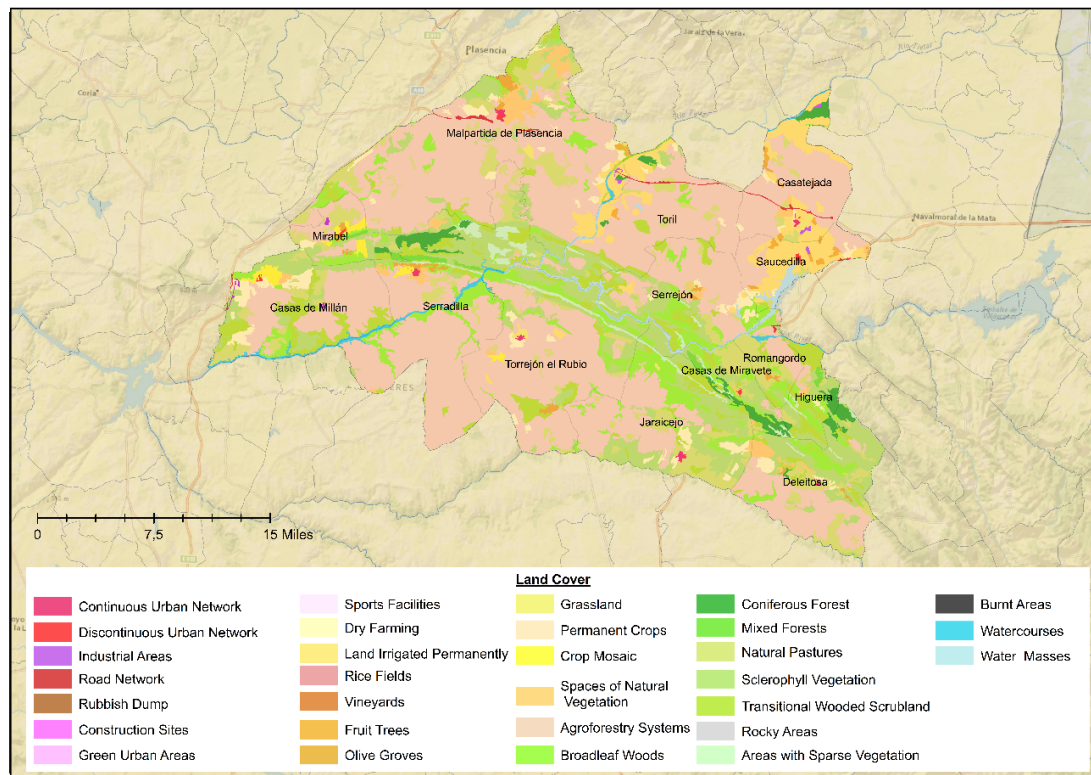 Plasencia
Jaraiz de la Vera
Coria
Malpartida de Plasencia
Casatejada
Navalmoral de la Mata
Toril
Mirabel
Saucedilla
Serrejón
Casas de Millán
Serradilla
Romangordo
Torrejón el Rubio
Casas de Miravete
Higuera
Jaraicejo
Deleitosa
0 7,5 15 Miles
Land Cover
Continuous Urban Network
Discontinuous Urban Network
Industrial Areas
Road Network
Rubbish Dump
Construction Sites
Green Urban Areas
Sports Facilities
Dry Farming
Land Irrigated Permanently
Rice Fields
Vineyards
Fruit Trees
Olive Groves
Grassland
Permanent Crops
Crop Mosaic
Spaces of Natural
Vegetation
Agroforestry Systems
Broadleaf Woods
Coniferous Forest
Mixed Forests
Natural Pastures
Sclerophyll Vegetation
Transitional Wooded Scrubland
Rocky Areas
Areas with Sparse Vegetation
Burnt Areas
Watercourses
Water Masses